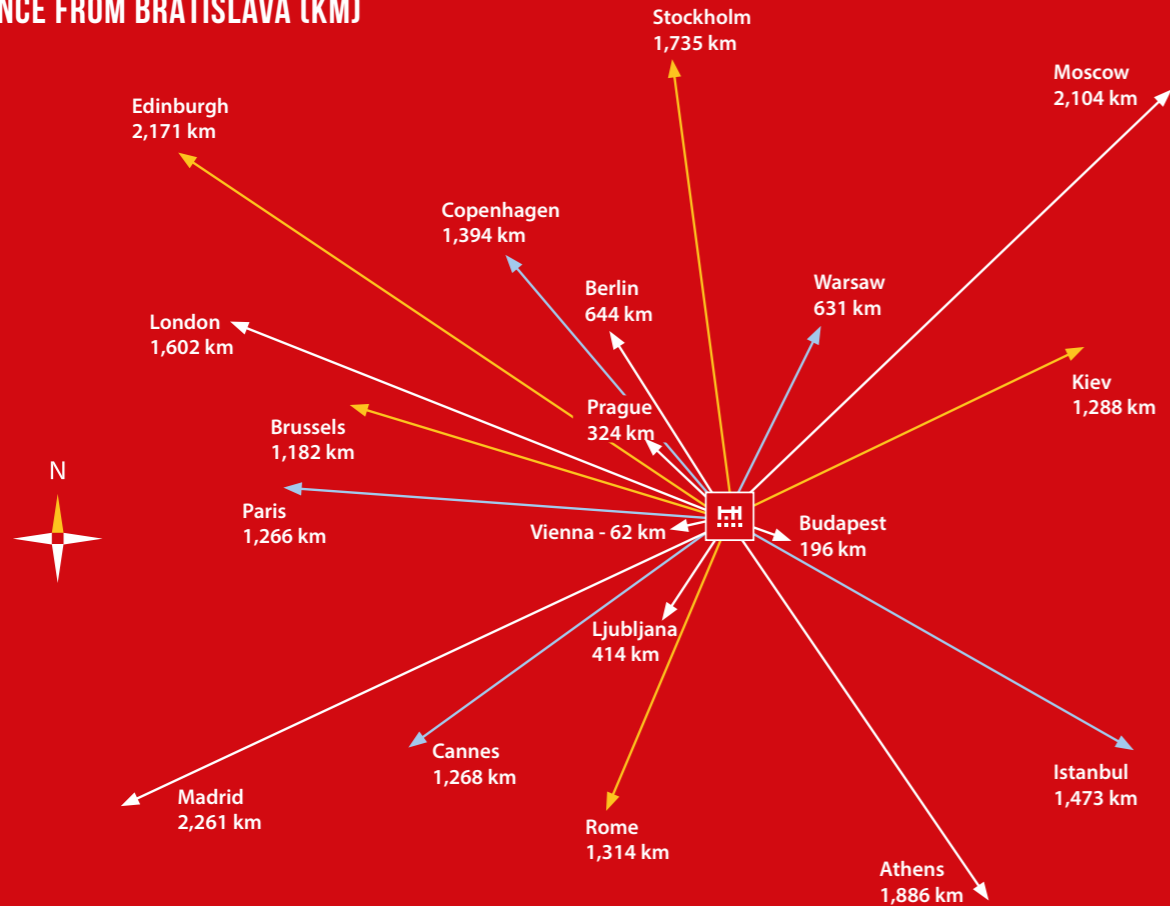 FROM BRATISLAVA (KM)
Stockholm
1,735 km
Moscow
2,104 km
Edinburgh
2,171 km
Copenhagen
1,394 km
Berlin
644 km
Warsaw
631 km
London
1,602 km
Kiev
1,288 km
Prague
324 km
Brussels
1,182 km
N
Paris
1,266 km
Vienna - 62 km
Budapest
196 km
Ljubljana
414 km
Cannes
1,268 km
Istanbul
1,473 km
Madrid
2,261 km
Rome
1,314 km
Athens
1,886 km